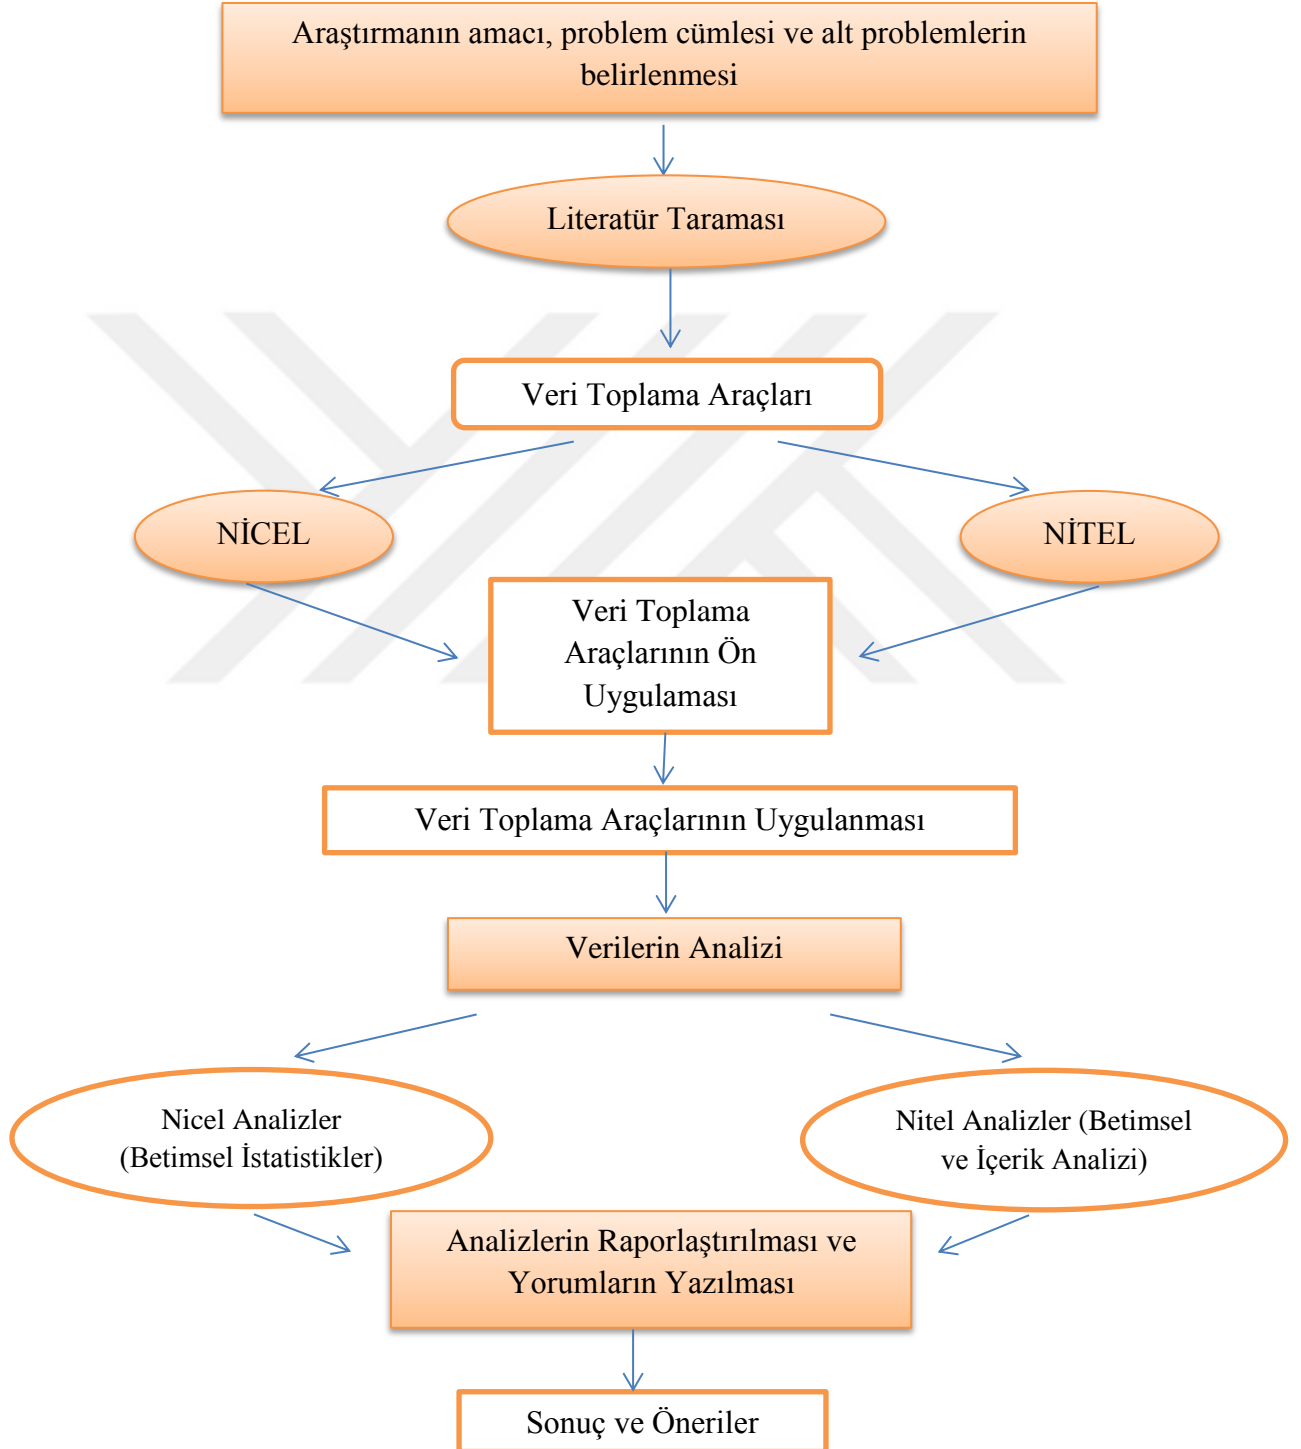 Araştırmanın amacı, problem cümlesi ve alt problemlerin
belirlenmesi
Literatür Taraması
Veri Toplama Araçları
NİCEL
NİTEL
Veri Toplama
Araçlarının Ön
Uygulaması
Veri Toplama Araçlarının Uygulanması
Verilerin Analizi
Nicel Analizler
(Betimsel İstatistikler)
Nitel Analizler (Betimsel
ve İçerik Analizi)
Analizlerin Raporlaştırılması ve
Yorumların Yazılması
Sonuç ve Öneriler